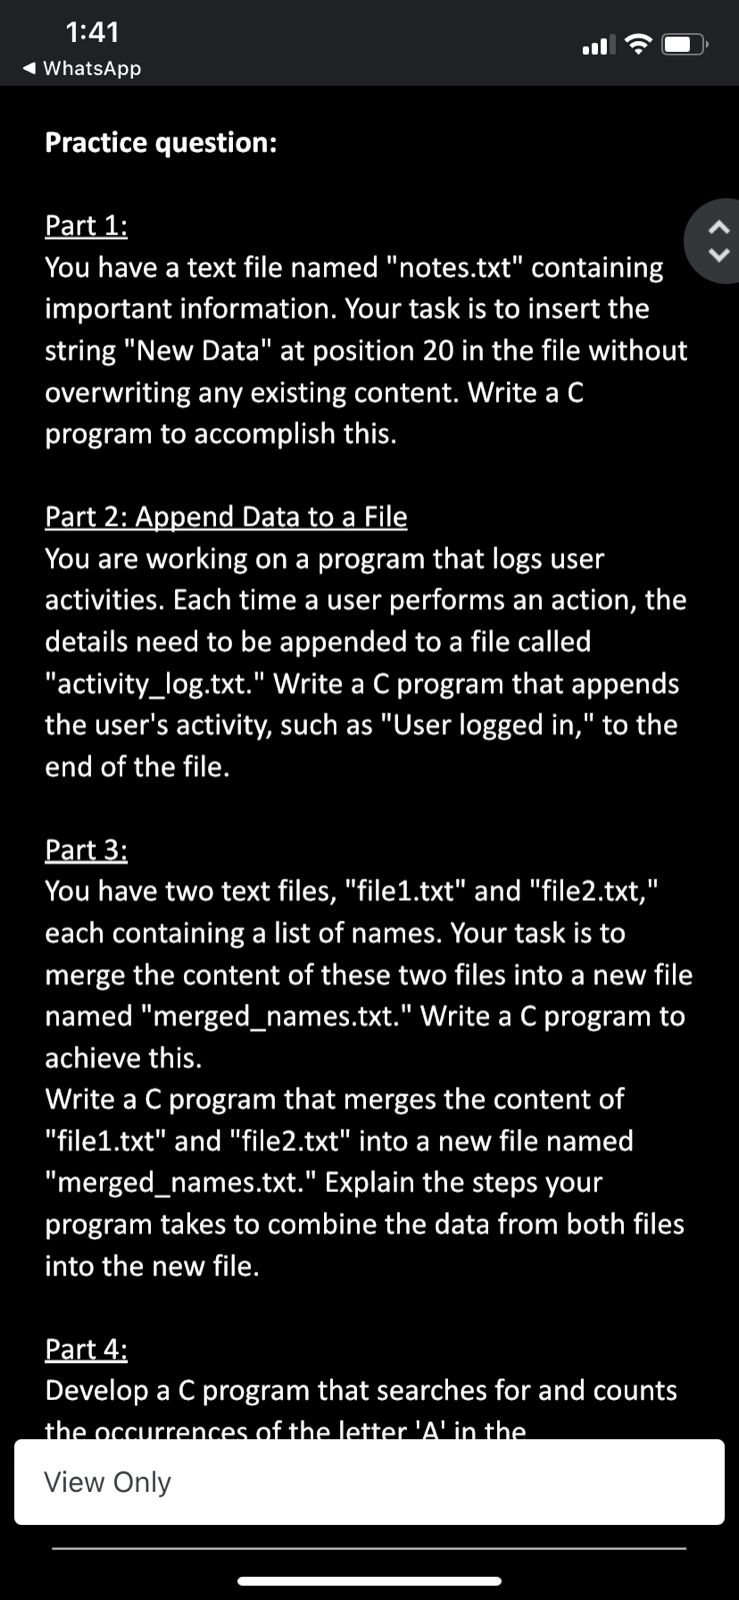 1:41
◄ WhatsApp
Practice question:
Part 1:
You have a text file named "notes.txt" containing
important information. Your task is to insert the
string "New Data" at position 20 in the file without
overwriting any existing content. Write a C
program to accomplish this.
Part 2: Append Data to a File
You are working on a program that logs user
activities. Each time a user performs an action, the
details need to be appended to a file called
"activity_log.txt." Write a C program that appends
the user's activity, such as "User logged in," to the
end of the file.
Part 3:
You have two text files, "file1.txt" and "file2.txt,"
each containing a list of names. Your task is to
merge the content of these two files into a new file
named "merged_names.txt." Write a C program to
achieve this.
Write a C program that merges the content of
"file1.txt" and "file2.txt" into a new file named
"merged_names.txt." Explain the steps your
program takes to combine the data from both files
into the new file.
Part 4:
Develop a C program that searches for and counts
the occurrences of the letter 'A' in the
View Only